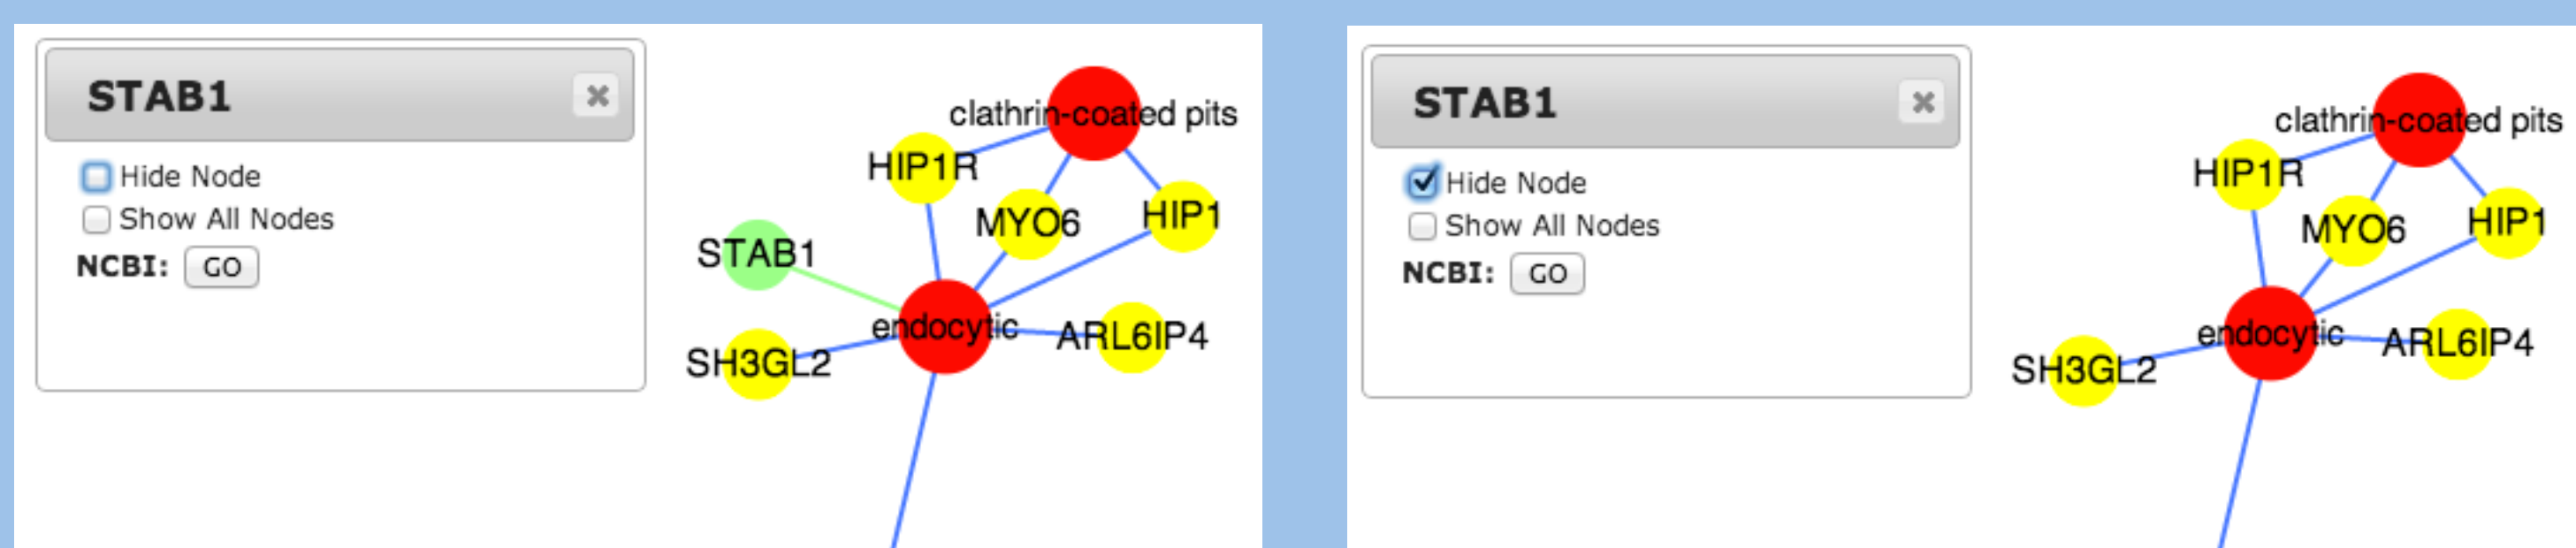 STAB1
Hide Node
Show All Nodes
NCBI: GO
clathrin-coated pits
HIP1R
MYO6
HIP1
STAB1
endocytic
ARL6IP4
SH3GL2
STAB1
Hide Node
Show All Nodes
NCBI: GO
clathrin-coated pits
HIP1R
MYO6
HIP1
endocytic
ARL6IP4
SH3GL2